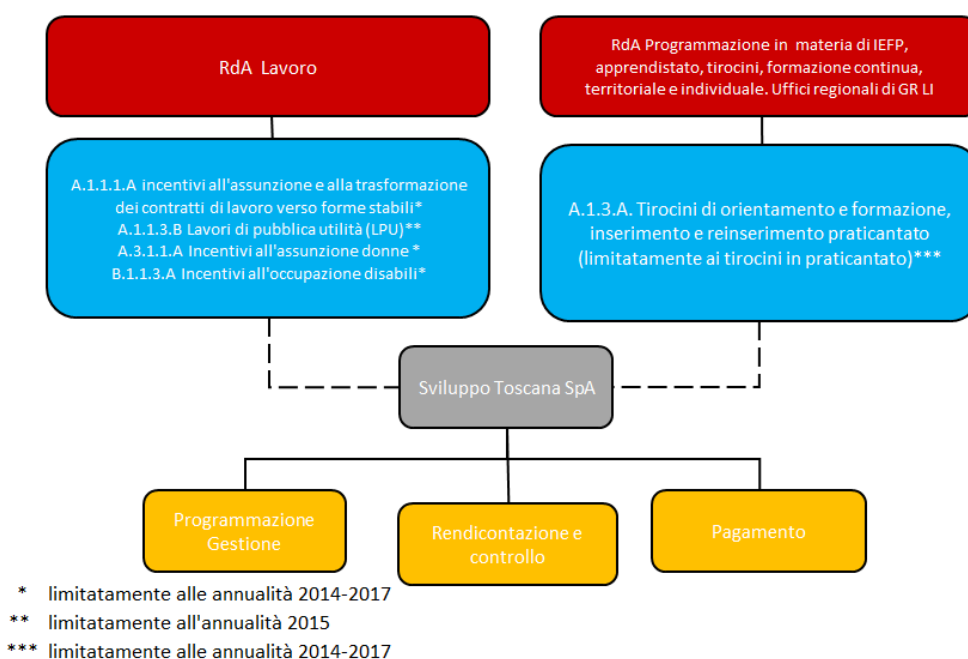 RdA Lavoro
RdA Programmazione in materia di IEFP,
apprendistato, tirocini, formazione continua,
territoriale e individuale. Uffici regionali di GR LI
A.1.1.1.A incentivi all'assunzione e alla trasformazione
dei contratti di lavoro verso forme stabili*
A.1.1.3.B Lavori di pubblica utilità (LPU)**
A.3.1.1.A Incentivi all'assunzione donne *
B.1.1.3.A Incentivi all'occupazione disabili*
A.1.3.A. Tirocini di orientamento e formazione,
inserimento e reinserimento praticantato
(limitatamente ai tirocini in praticantato)***
Sviluppo Toscana SpA
Programmazione
Gestione
Rendicontazione e
controllo
Pagamento
* limitatamente alle annualità 2014-2017
** limitatamente all'annualità 2015
*** limitatamente alle annualità 2014-2017